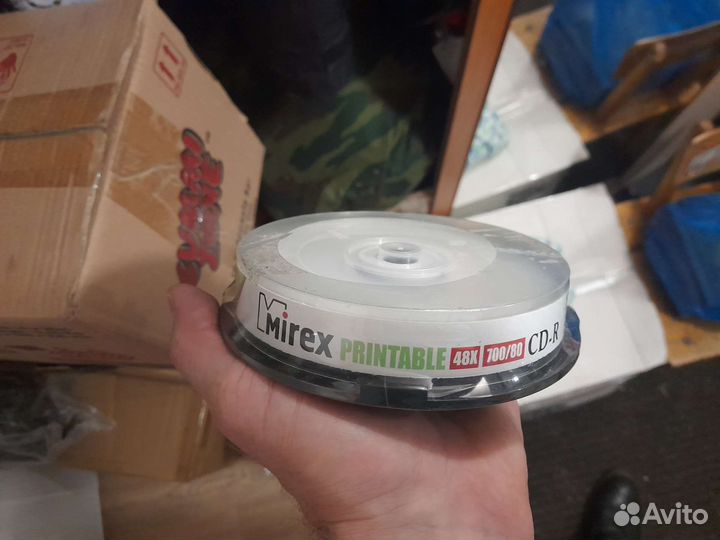 Mirex PRINTABLE 48X 700/80 CD-R
Avito